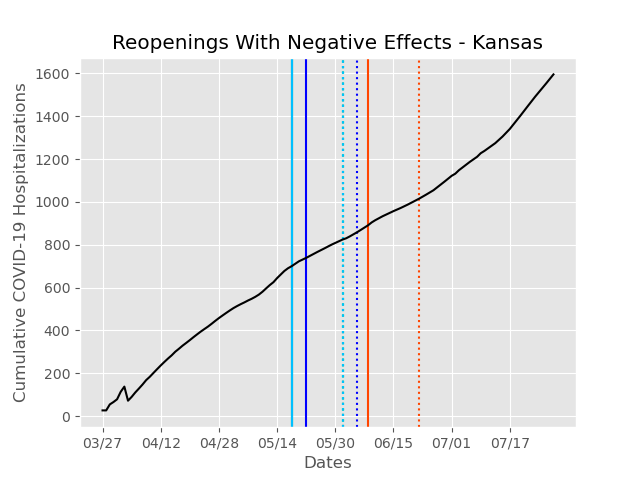 Reopenings With Negative Effects - Kansas
Cumulative COVID-19 Hospitalizations
1600
1400
1200
1000
800
600
400
200
0
03/27 04/12 04/28 05/14 05/30 06/15 07/01 07/17
Dates